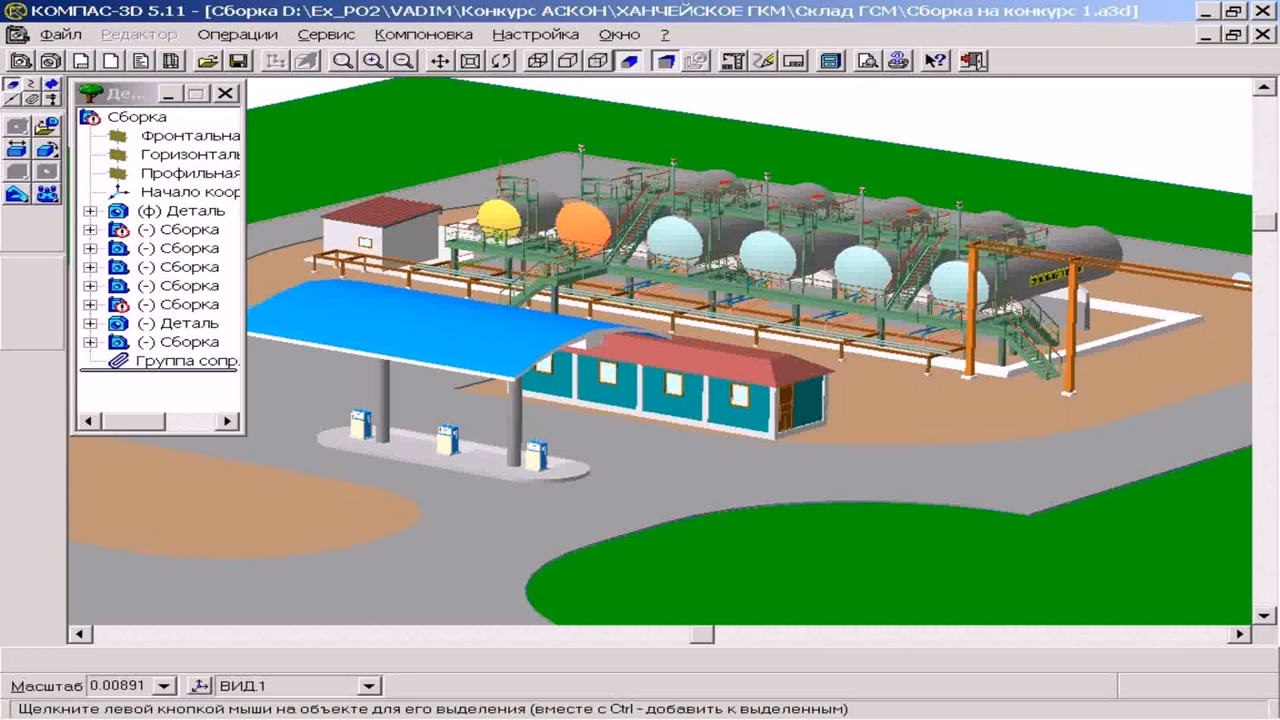 КОМПАС-3D 5.11 - [Сборка D:\Ex_PO2\VADIM\Конкурс АСКОН\ХАНЧЕЙСКОЕ ГКМ\Склад ГСМ\Сборка на конкурс 1.a3d]
Файл Редактор Операции Сервис Компоновка Настройка Окно ?
Де...
Сборка
Фронтальна
Горизонталь
Профильная
Начало коор
(ф) Деталь
(-) Сборка
(-) Сборка
(-) Сборка
(-) Сборка
(-) Сборка
(-) Деталь
(-) Сборка
Группа сопр.
Масштаб 0.00891 ВИД.1
Щелкните левой кнопкой мыши на объекте для его выделения (вместе с Ctrl - добавить к выделенным)